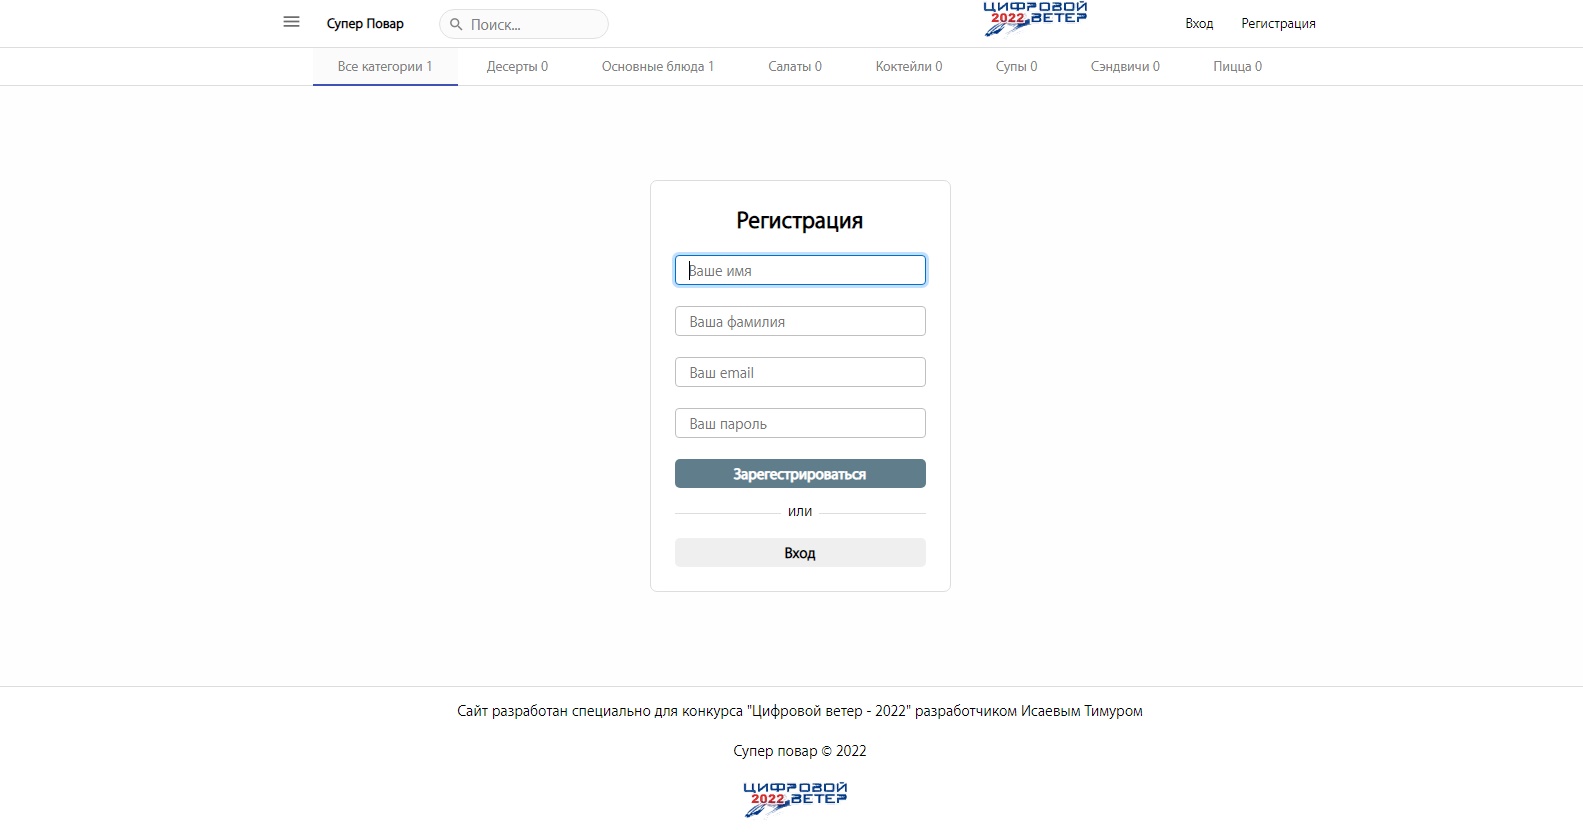 Супер Повар
Поиск...
ЦИФРОВОЙ
2022 ВЕТЕР
Вход
Регистрация
Все категории 1
Десерты 0
Основные блюда 1
Салаты 0
Коктейли 0
Супы 0
Сэндвичи 0
Пицца 0
Регистрация
Ваше имя
Ваша фамилия
Ваш email
Ваш пароль
Зарегестрироваться
или
Вход
Сайт разработан специально для конкурса "Цифровой ветер - 2022" разработчиком Исаевым Тимуром
Супер повар © 2022
ЦИФРОВОЙ
2022 ВЕТЕР